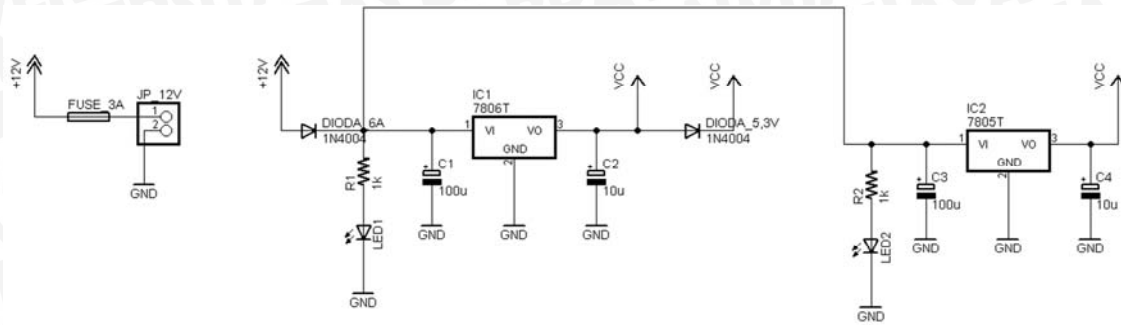 +12V
FUSE_3A
JP_12V
1
2
GND
+12V
DIODA_6A
1N4004
R1
1k
LED1
GND
C1
+
100u
GND
IC1
7806T
1
VI
VO
3
GND
2
GND
C2
+
10u
GND
VCC
DIODA_5,3V
1N4004
VCC
R2
1k
LED2
GND
C3
+
100u
GND
IC2
7805T
1
VI
VO
3
GND
2
GND
C4
+
10u
GND
VCC